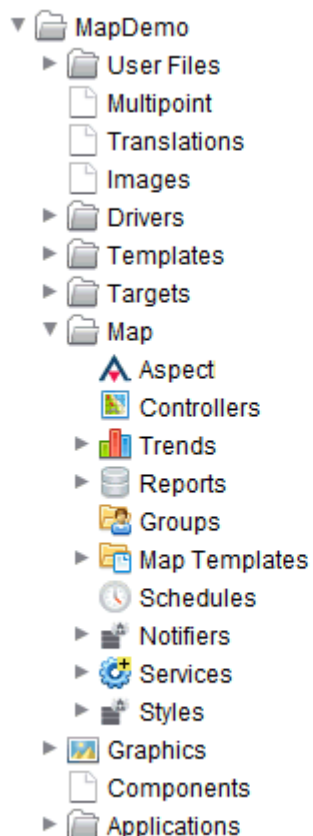 MapDemo
User Files
Multipoint
Translations
Images
Drivers
Templates
Targets
Map
Aspect
Controllers
Trends
Reports
Groups
Map Templates
Schedules
Notifiers
Services
Styles
Graphics
Components
Applications